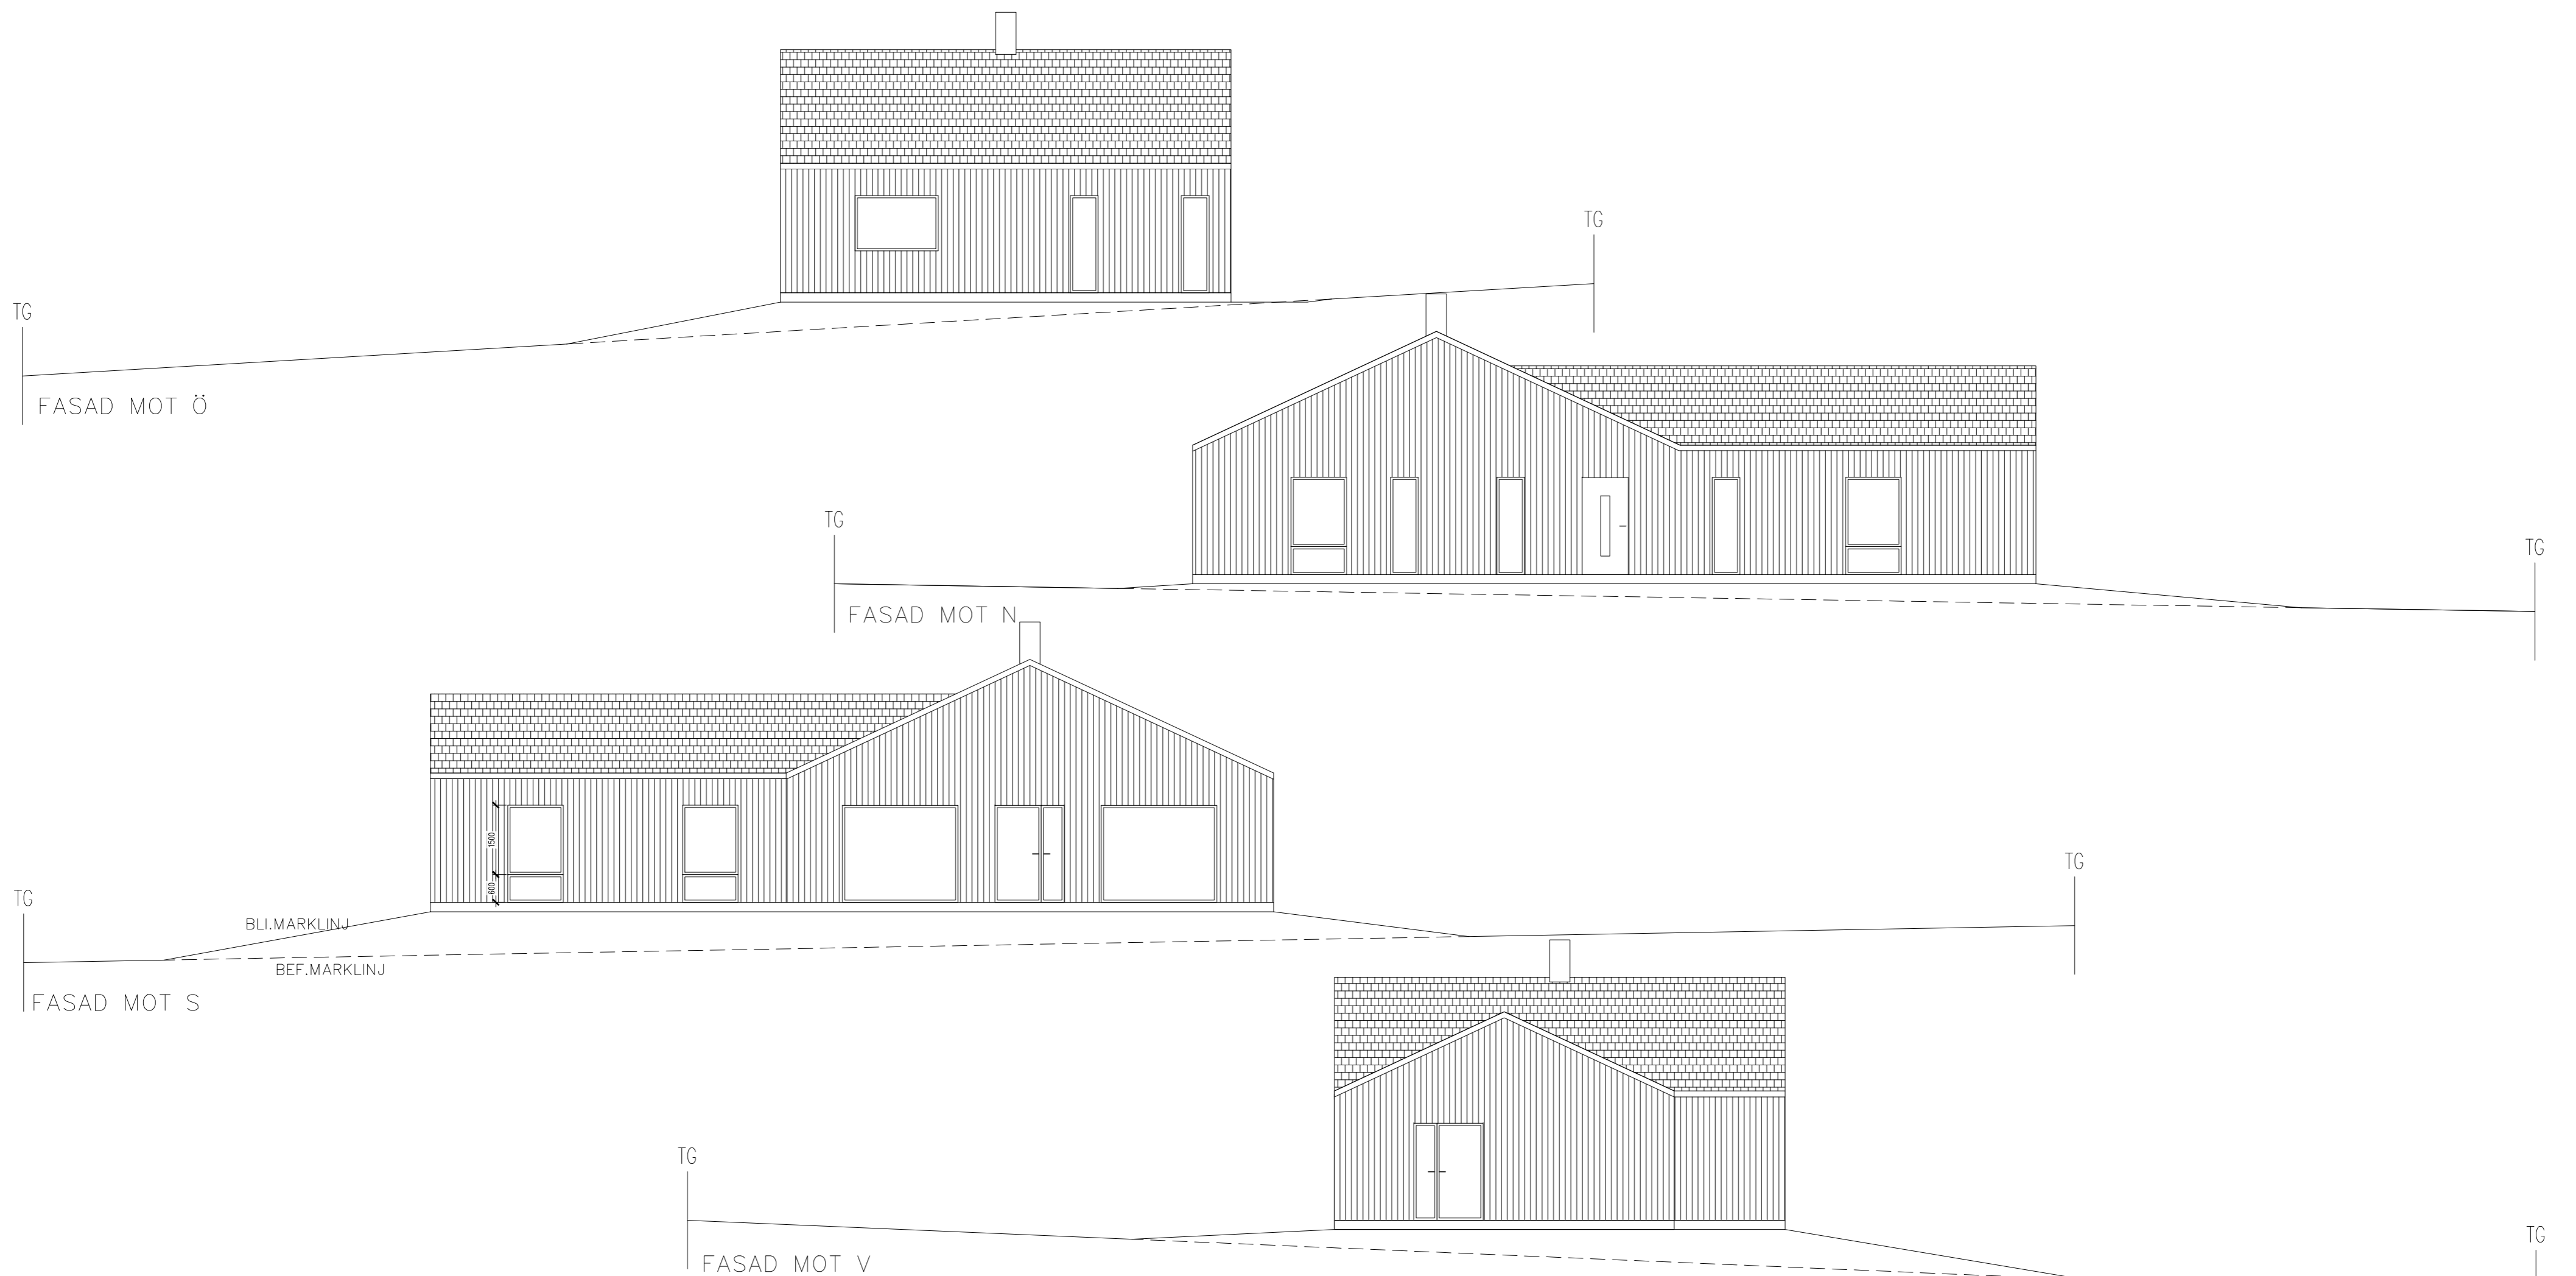 TG
TG
FASAD MOT Ö
TG
TG
FASAD MOT N
1500
600
TG
TG
BLI.MARKLINJ
BEF.MARKLINJ
FASAD MOT S
TG
TG
FASAD MOT V